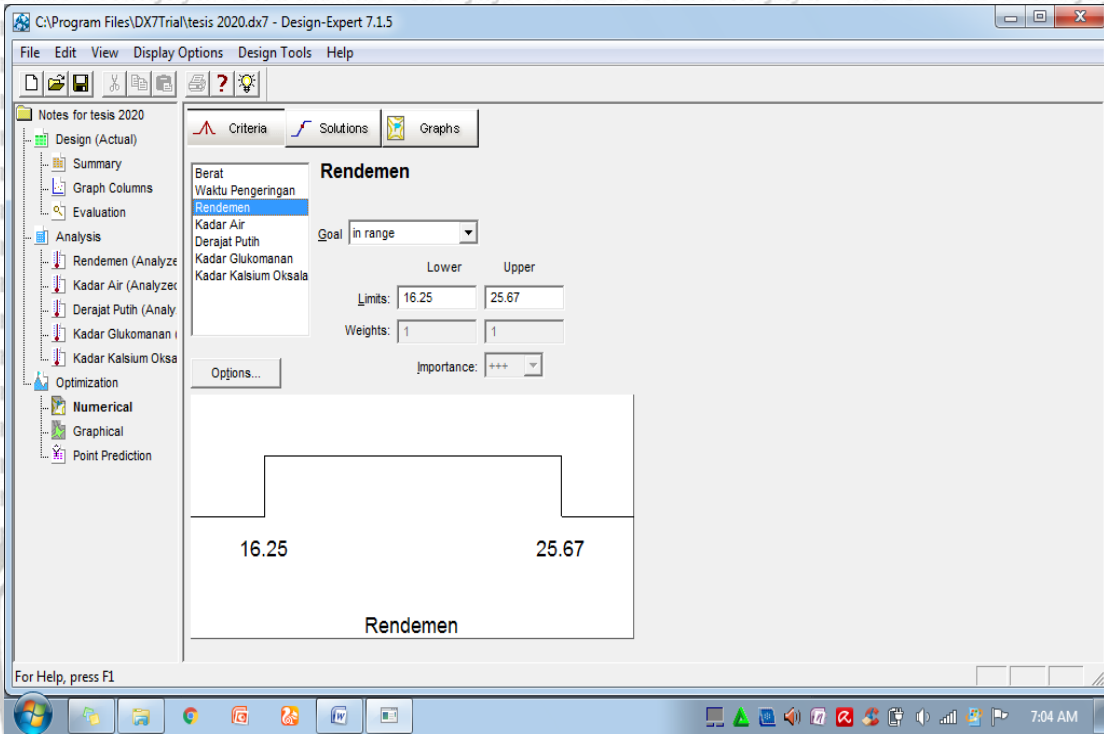 C:\Program Files\DX7Trial\tesis 2020.dx7 - Design-Expert 7.1.5
File Edit View Display Options Design Tools Help
Notes for tesis 2020
Design (Actual)
Summary
Graph Columns
Evaluation
Analysis
Rendemen (Analyze
Kadar Air (Analyzed
Derajat Putih (Analy
Kadar Glukomanan (
Kadar Kalsium Oksa
Optimization
Numerical
Graphical
Point Prediction
Criteria Solutions Graphs
Berat
Waktu Pengeringan
Rendemen
Kadar Air
Derajat Putih
Kadar Glukomanan
Kadar Kalsium Oksala
Options...
Rendemen
Goal in range
Lower Upper
Limits: 16.25 25.67
Weights: 1 1
Importance: +++
16.25 25.67
Rendemen
For Help, press F1
7:04 AM